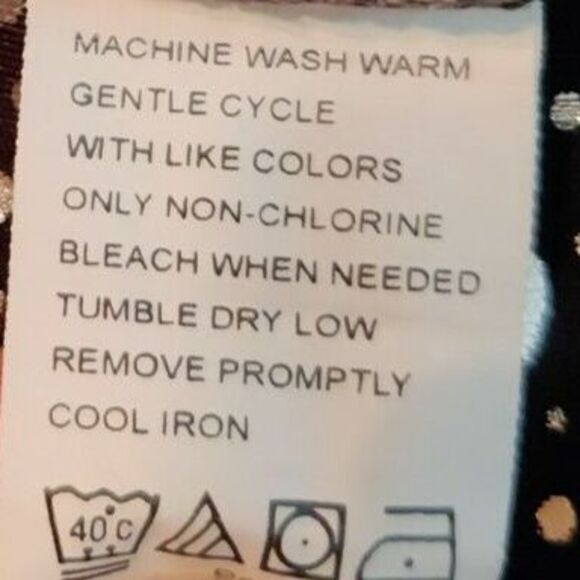 MACHINE WASH WARM
GENTLE CYCLE
WITH LIKE COLORS
ONLY NON-CHLORINE
BLEACH WHEN NEEDED
TUMBLE DRY LOW
REMOVE PROMPTLY
COOL IRON
40°C